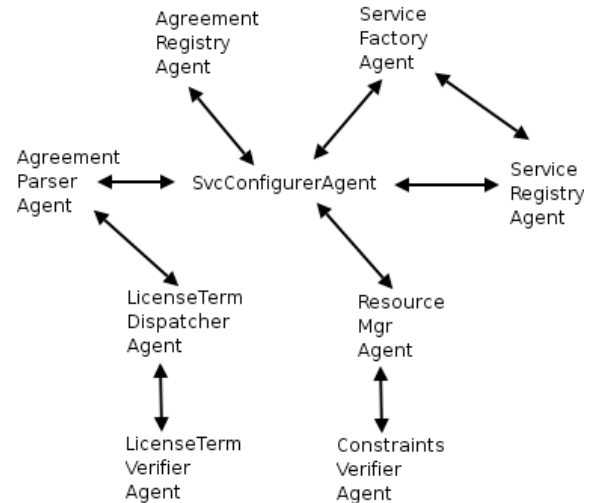 Agreement
Registry
Agent
Service
Factory
Agent
Agreement
Parser
Agent
SvcConfigurerAgent
Service
Registry
Agent
LicenseTerm
Dispatcher
Agent
Resource
Mgr
Agent
LicenseTerm
Verifier
Agent
Constraints
Verifier
Agent